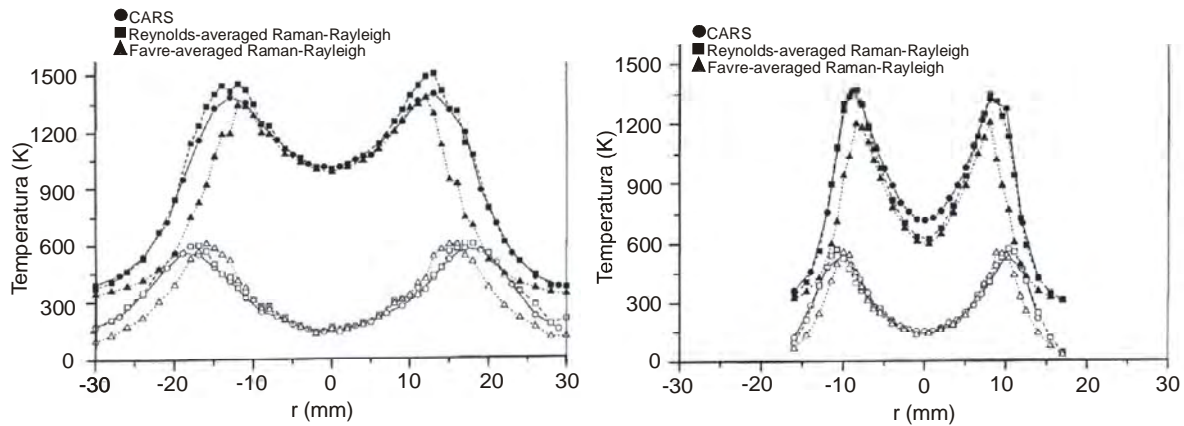 ● CARS
■ Reynolds-averaged Raman-Rayleigh
▲ Favre-averaged Raman-Rayleigh
1500
1200
900
600
300
0
Temperatura (K)
-30 -20 -10 0 10 20 30
r (mm)
● CARS
■ Reynolds-averaged Raman-Rayleigh
▲ Favre-averaged Raman-Rayleigh
1500
1200
900
600
300
0
Temperatura (K)
-30 -20 -10 0 10 20 30
r (mm)